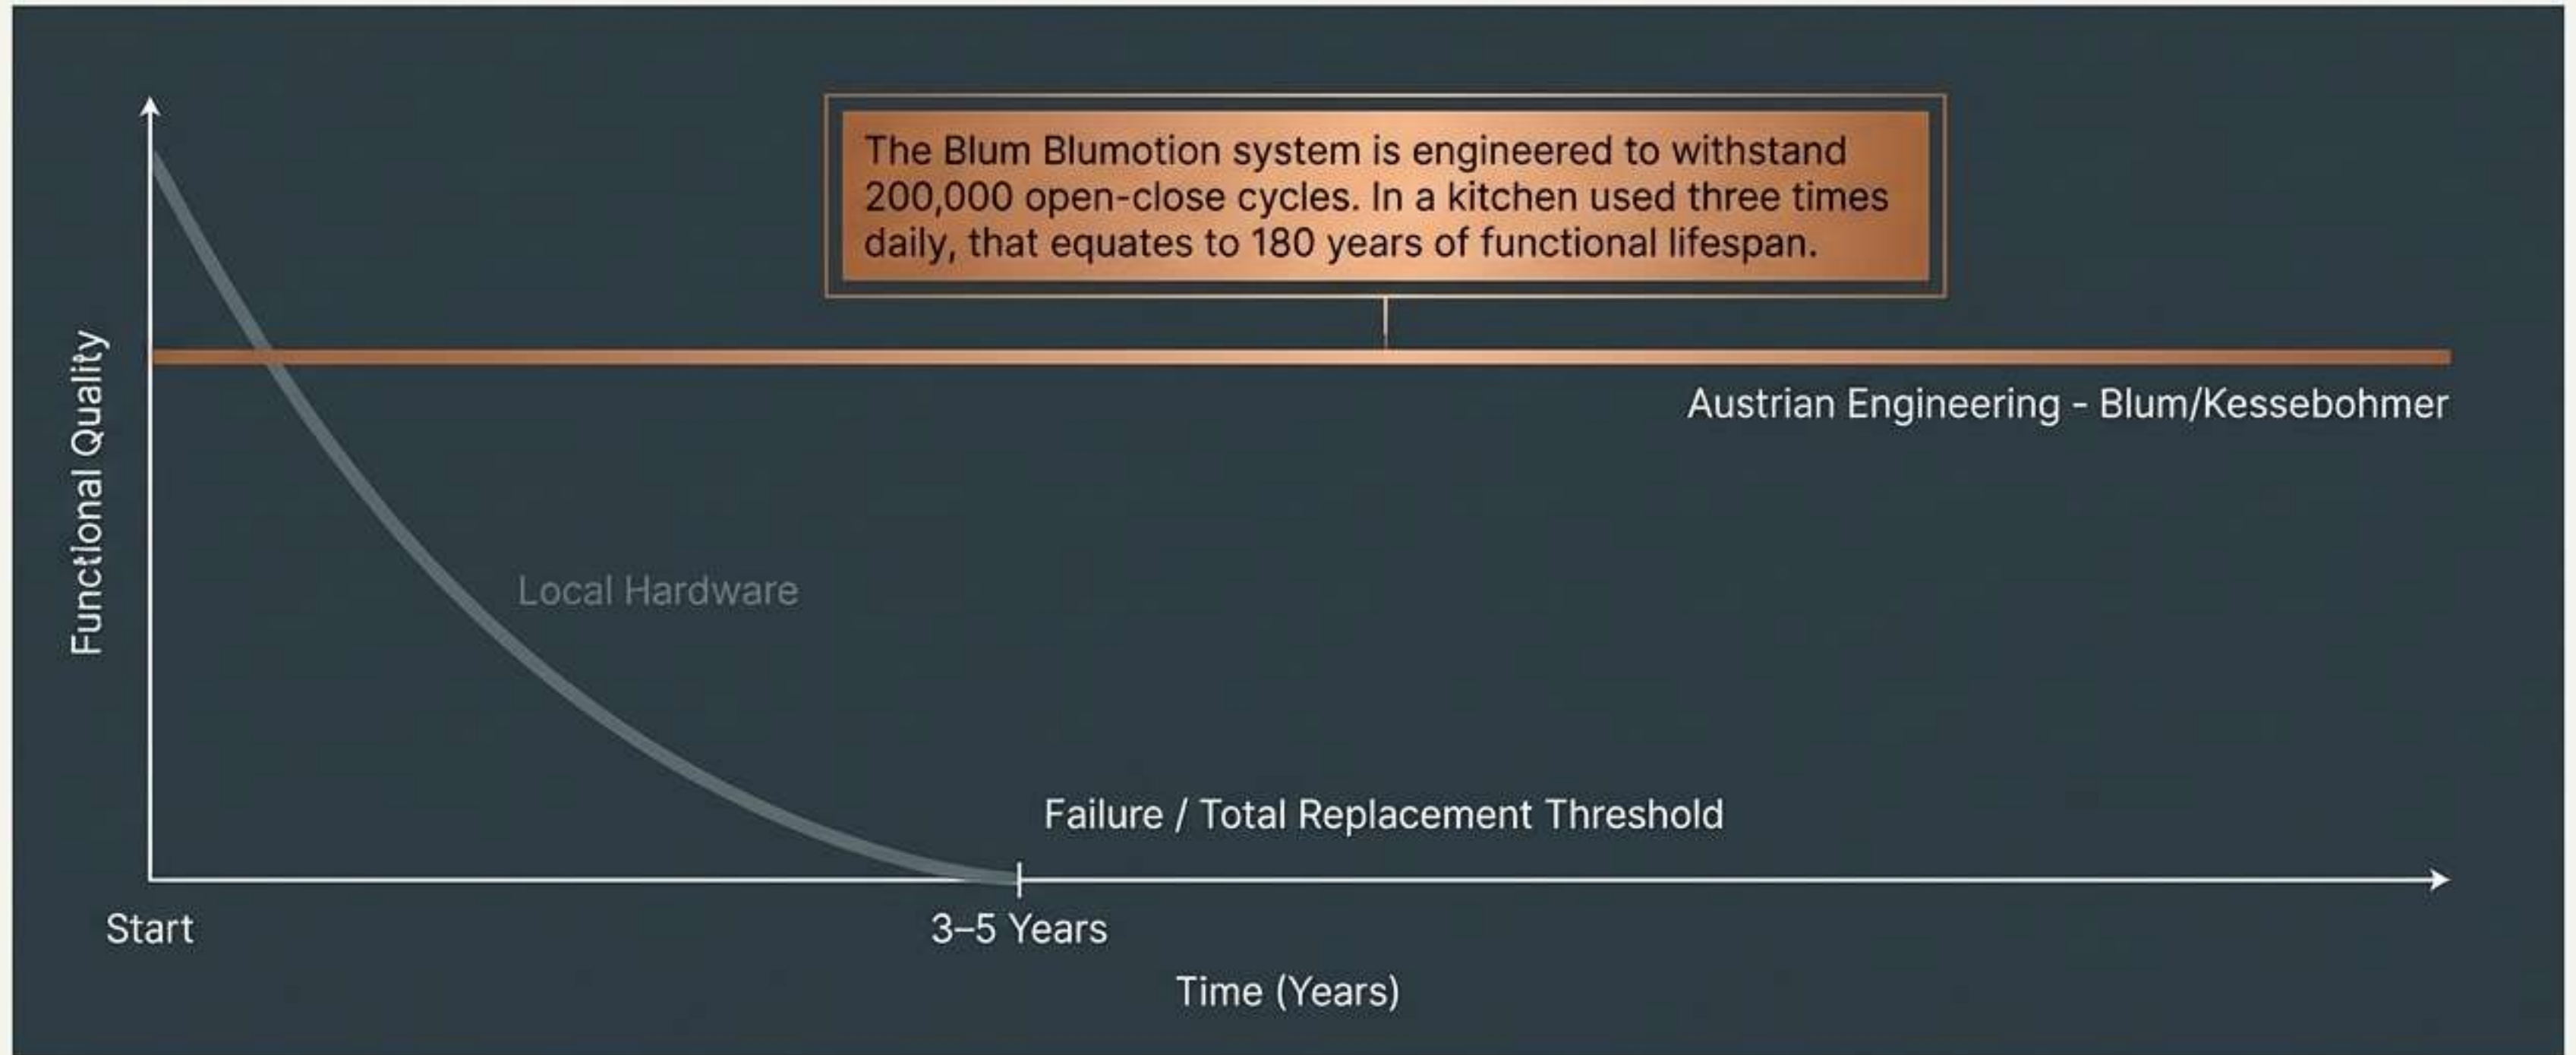 The Blum Blumotion system is engineered to withstand
200,000 open-close cycles. In a kitchen used three times
daily, that equates to 180 years of functional lifespan.
Functional Quality
Austrian Engineering - Blum/Kessebohmer
Local Hardware
Failure / Total Replacement Threshold
Start
3–5 Years
Time (Years)